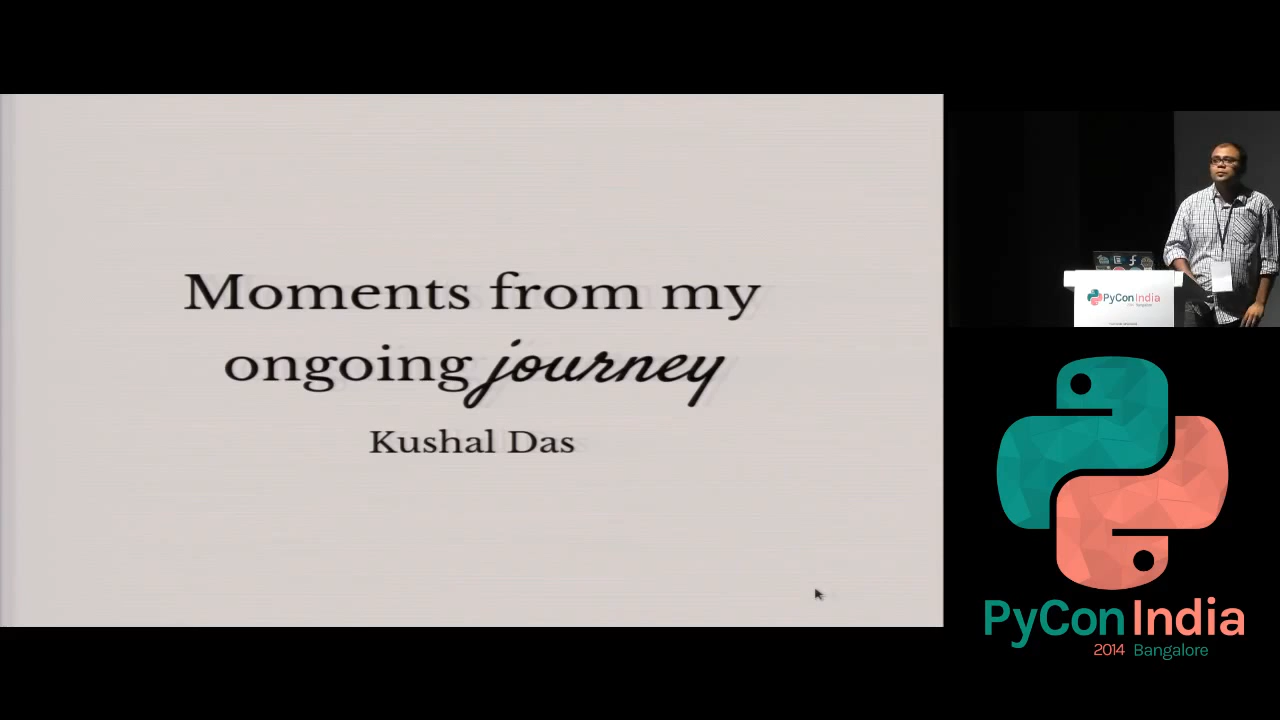 Moments from my
ongoing journey
Kushal Das
PyCon India
PyCon India
2014 Bangalore